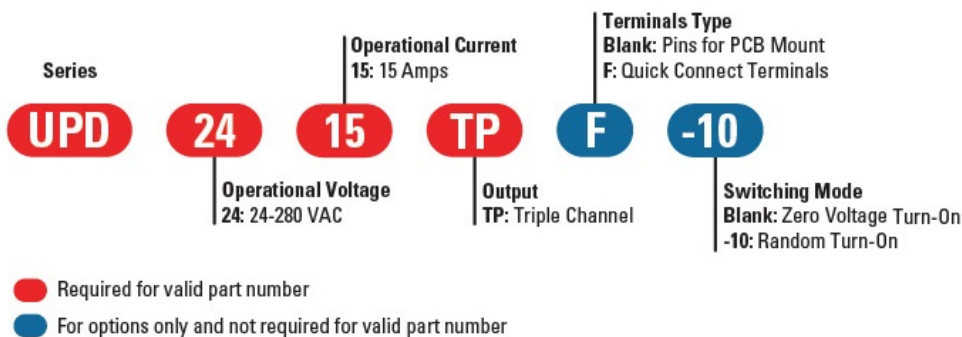 Terminals Type
Blank: Pins for PCB Mount
F: Quick Connect Terminals
Operational Current
15: 15 Amps
Series
UPD 24 15 TP F -10
Operational Voltage
24: 24-280 VAC
Output
TP: Triple Channel
Switching Mode
Blank: Zero Voltage Turn-On
-10: Random Turn-On
Required for valid part number
For options only and not required for valid part number